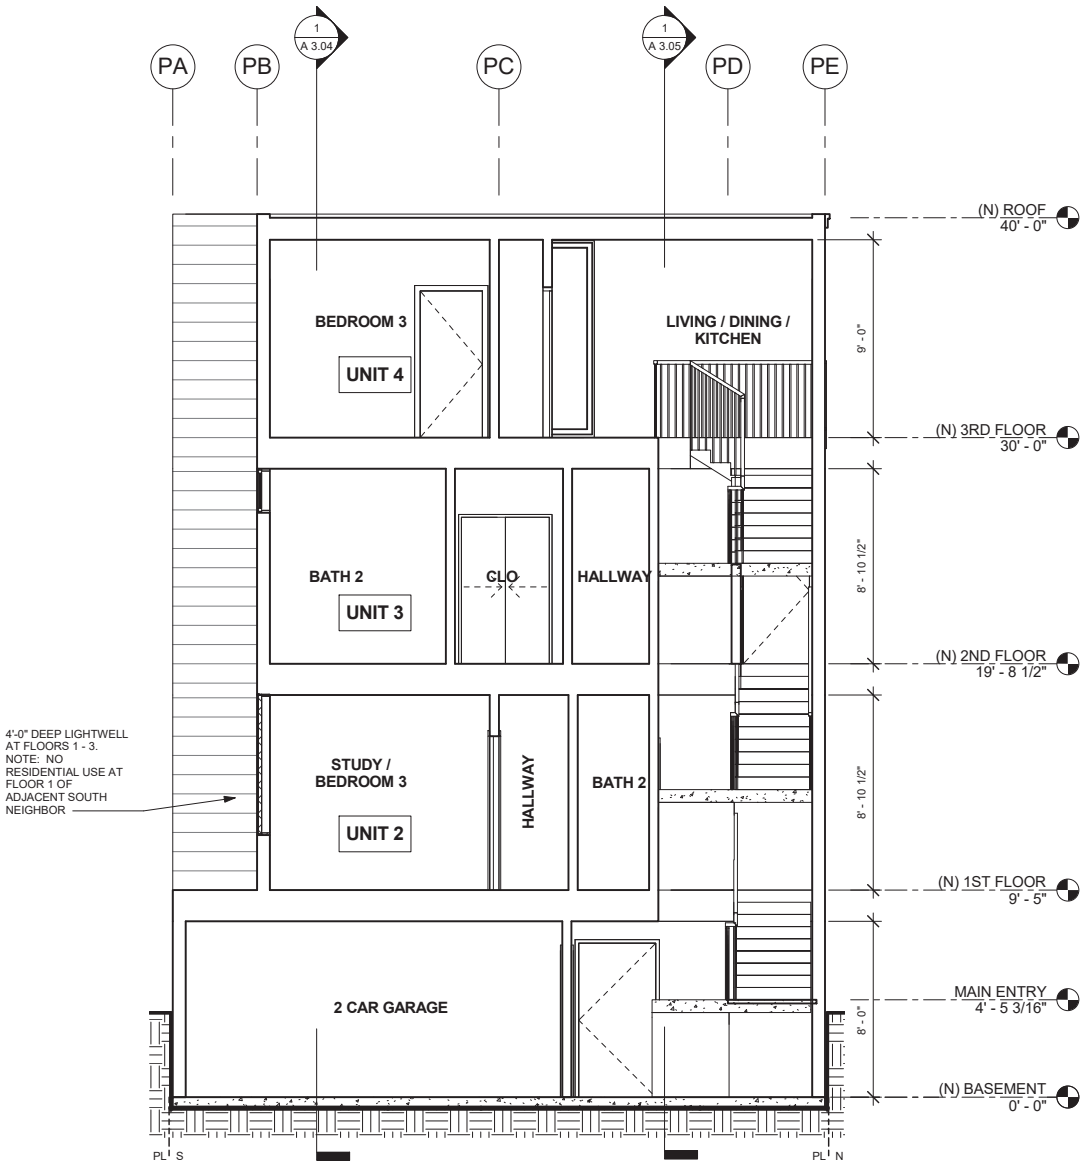 1
A 3.04
1
A 3.05
PA
PB
PC
PD
PE
(N) ROOF
40' - 0"
BEDROOM 3
UNIT 4
LIVING / DINING /
KITCHEN
9' - 0"
(N) 3RD FLOOR
30' - 0"
BATH 2
UNIT 3
CLO
HALLWAY
8' - 10 1/2"
(N) 2ND FLOOR
19' - 8 1/2"
4'-0" DEEP LIGHTWELL
AT FLOORS 1 - 3.
NOTE: NO
RESIDENTIAL USE AT
FLOOR 1 OF
ADJACENT SOUTH
NEIGHBOR
STUDY /
BEDROOM 3
UNIT 2
HALLWAY
BATH 2
8' - 10 1/2"
(N) 1ST FLOOR
9' - 5"
2 CAR GARAGE
MAIN ENTRY
4' - 5 3/16"
8' - 0"
(N) BASEMENT
0' - 0"
PL S
PL N